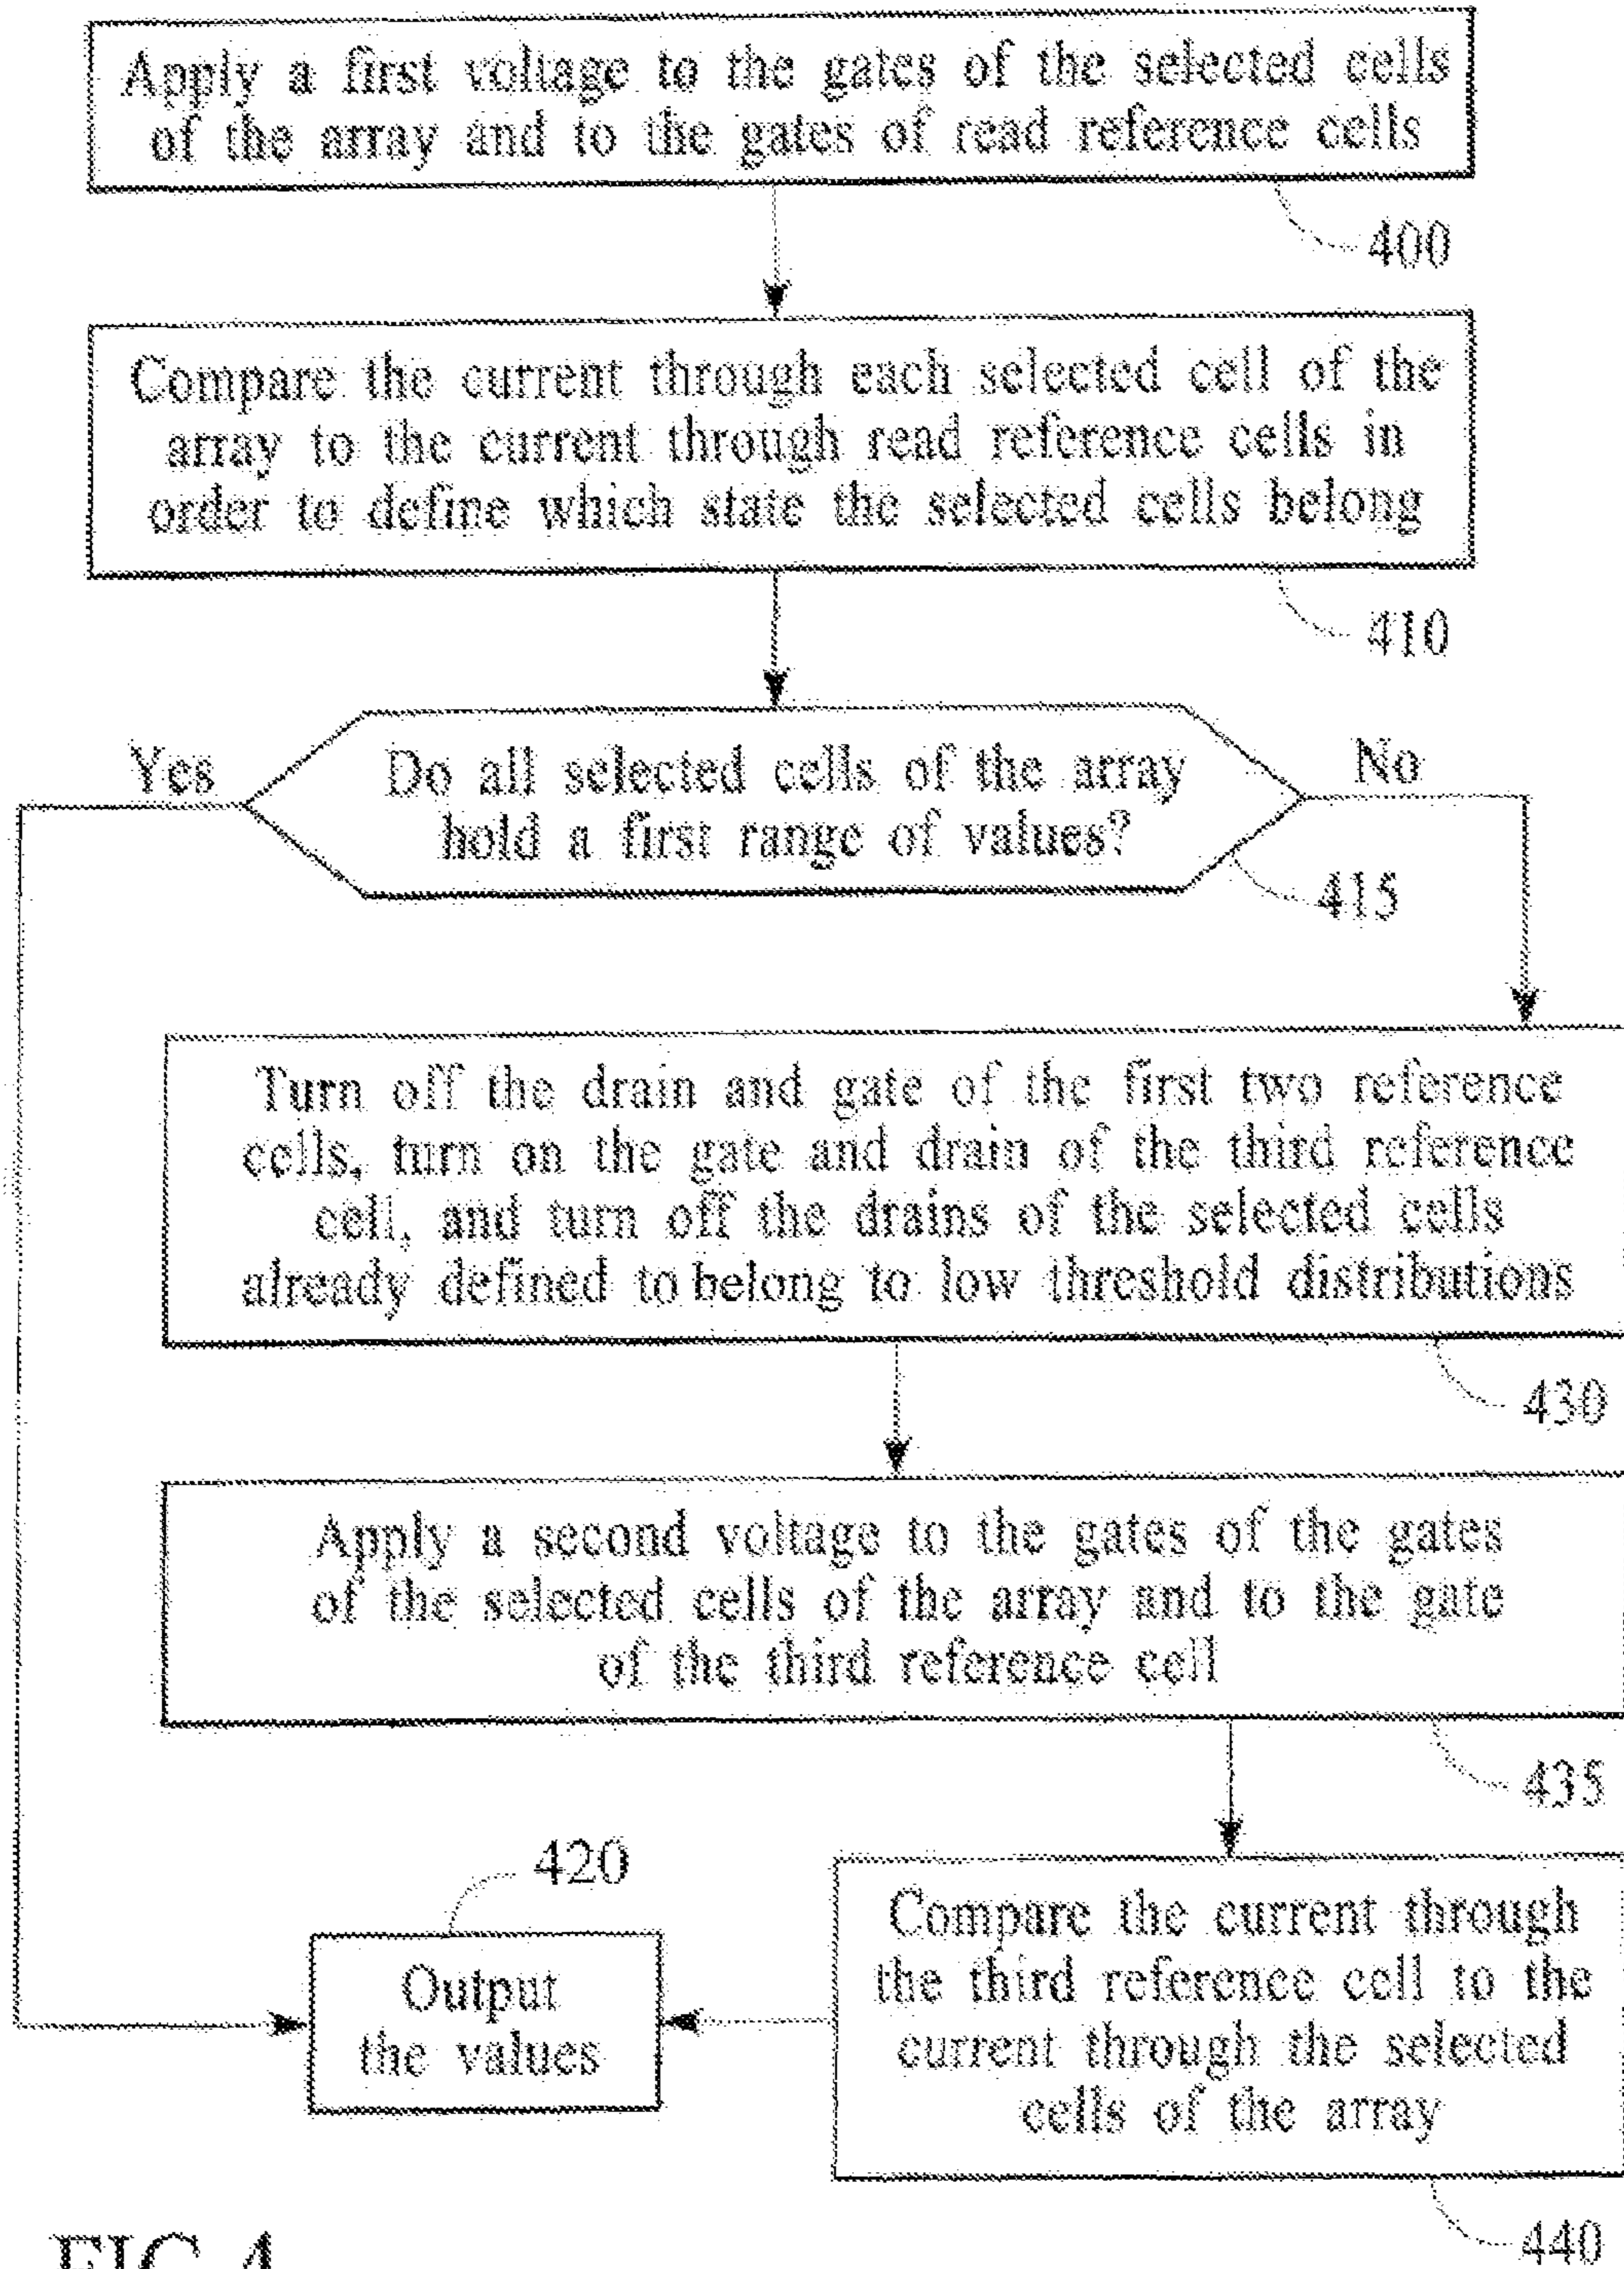 Apply a first voltage to the gates of the selected cells
of the array and to the gates of read reference cells
400
Compare the current through each selected cell of the
array to the current through read reference cells in
order to define which state the selected cells belong
410
Yes
Do all selected cells of the array
hold a first range of values?
No
415
Turn off the drain and gate of the first two reference
cells, turn on the gate and drain of the third reference
cell, and turn off the drains of the selected cells
already defined to belong to low threshold distributions
430
Apply a second voltage to the gates of the gates
of the selected cells of the array and to the gate
of the third reference cell
435
420
Output
the values
Compare the current through
the third reference cell to the
current through the selected
cells of the array
440
FIG. 4